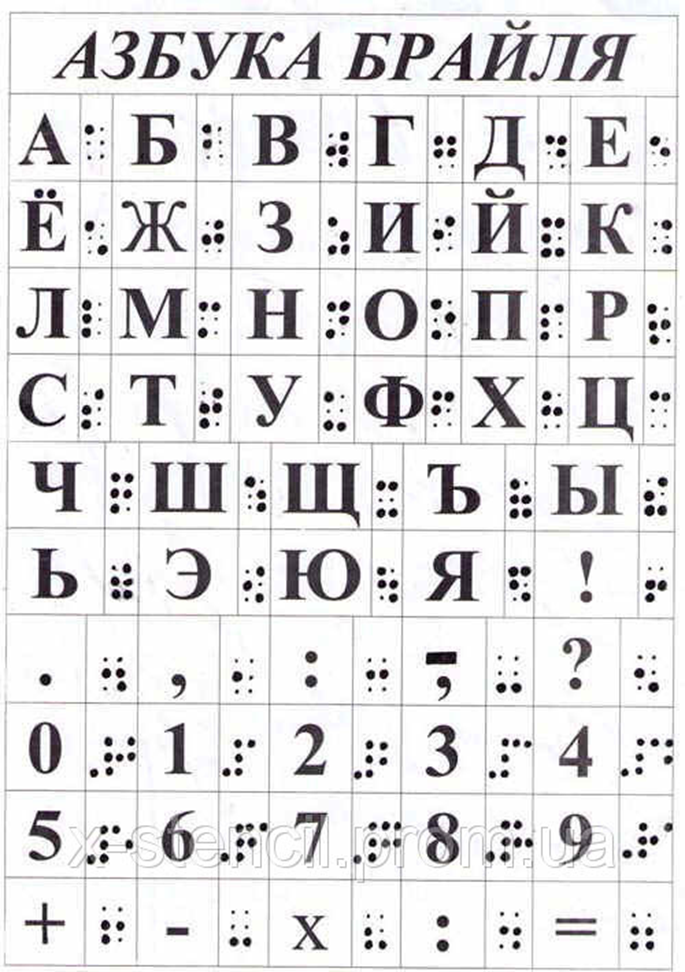 АЗБУКА БРАЙЛЯ
А Б В Г Д Е
Ё Ж З И Й К
Л М Н О П Р
С Т У Ф Х Ц
Ч Ш Щ Ъ Ы
Ь Э Ю Я !
. , : - ; ?
0 1 2 3 4
5 6 7 8 9
x-stencil.prom.ua
+ - x : =